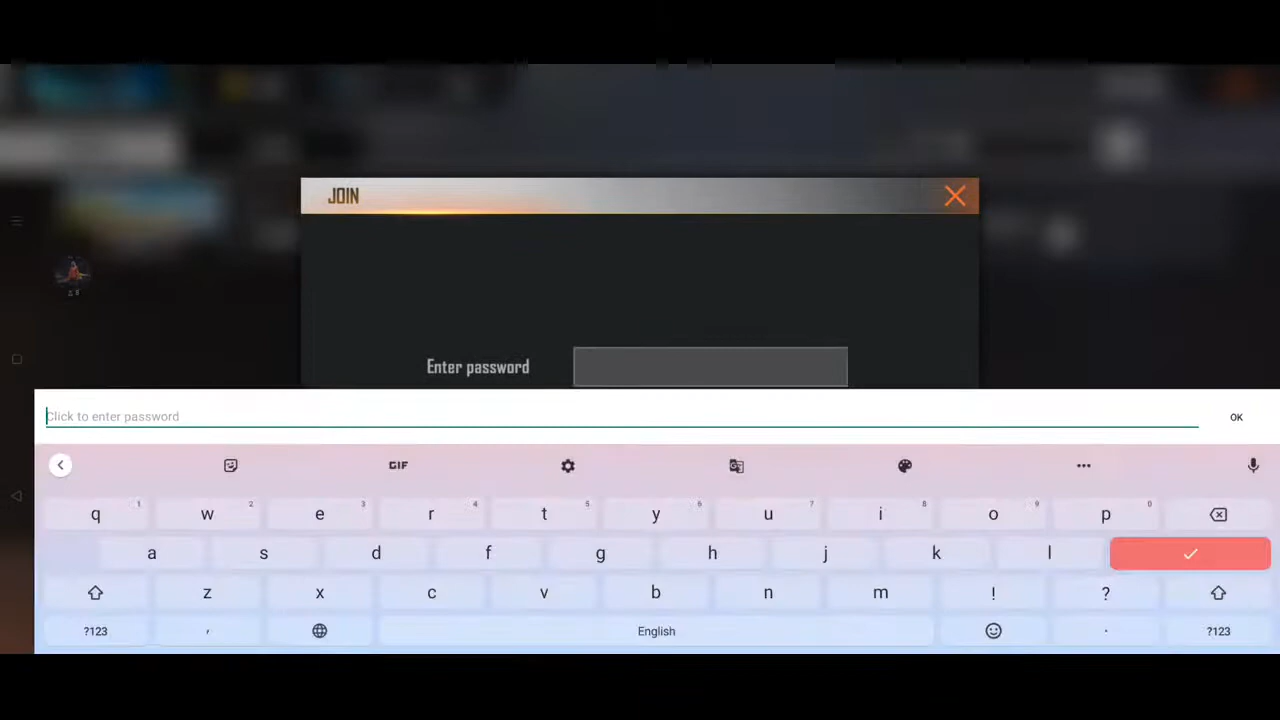 JOIN
Enter password
Click to enter password
OK
GIF
q 1 w 2 e 3 r 4 t 5 y 6 u 7 i 8 o 9 p 0
a s d f g h j k l
z x c v b n m ! ?
?123 , English . ?123